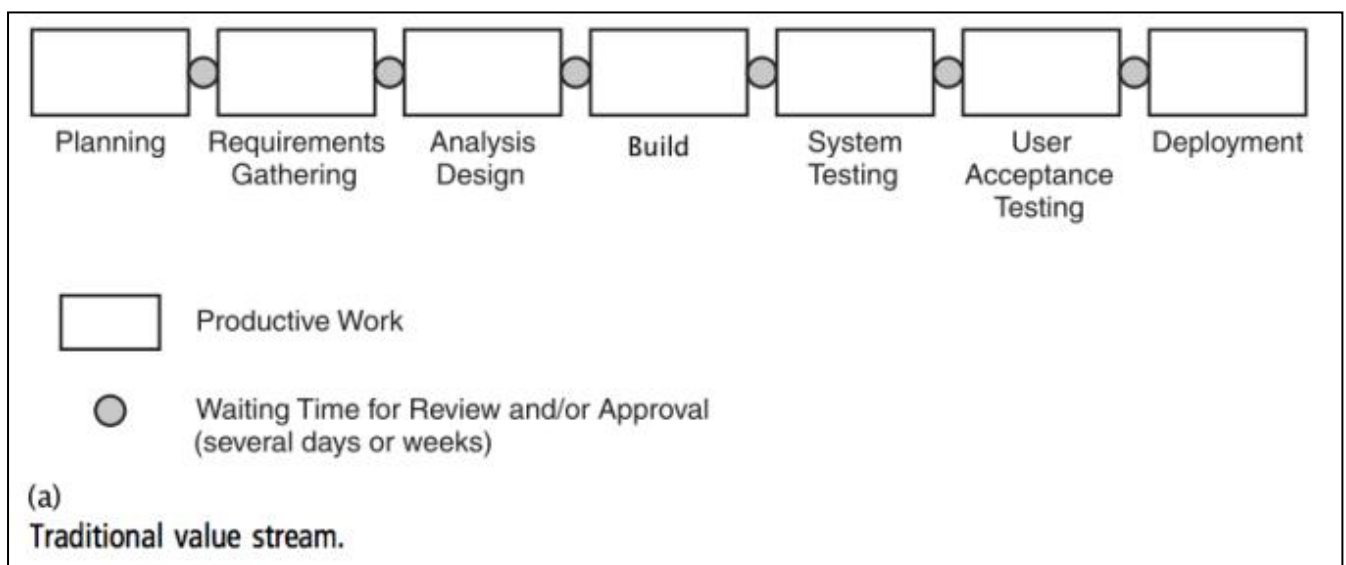 Planning
Requirements
Gathering
Analysis
Design
Build
System
Testing
User
Acceptance
Testing
Deployment
Productive Work
Waiting Time for Review and/or Approval
(several days or weeks)
(a)
Traditional value stream.